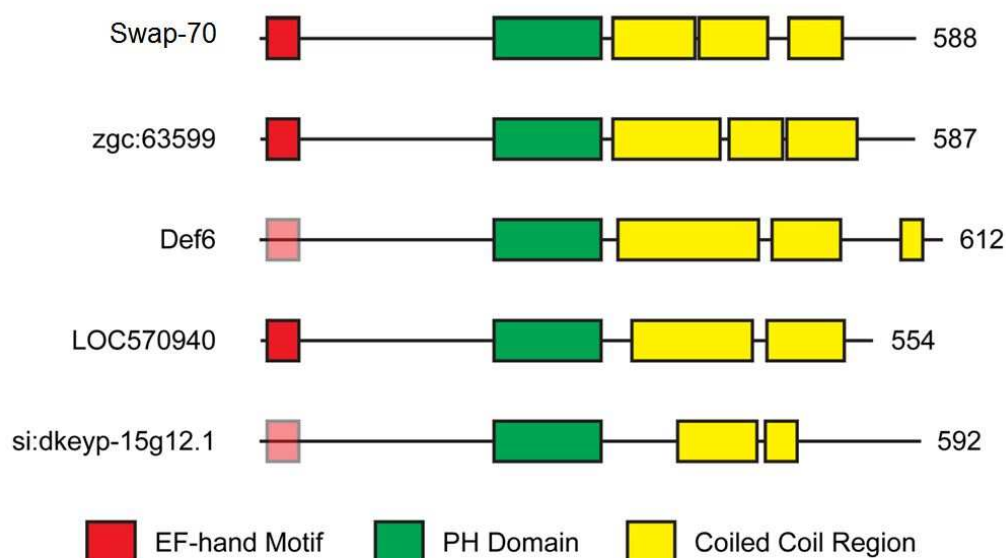 Swap-70 588
zgc:63599 587
Def6 612
LOC570940 554
si:dkeyp-15g12.1 592
EF-hand Motif PH Domain Coiled Coil Region